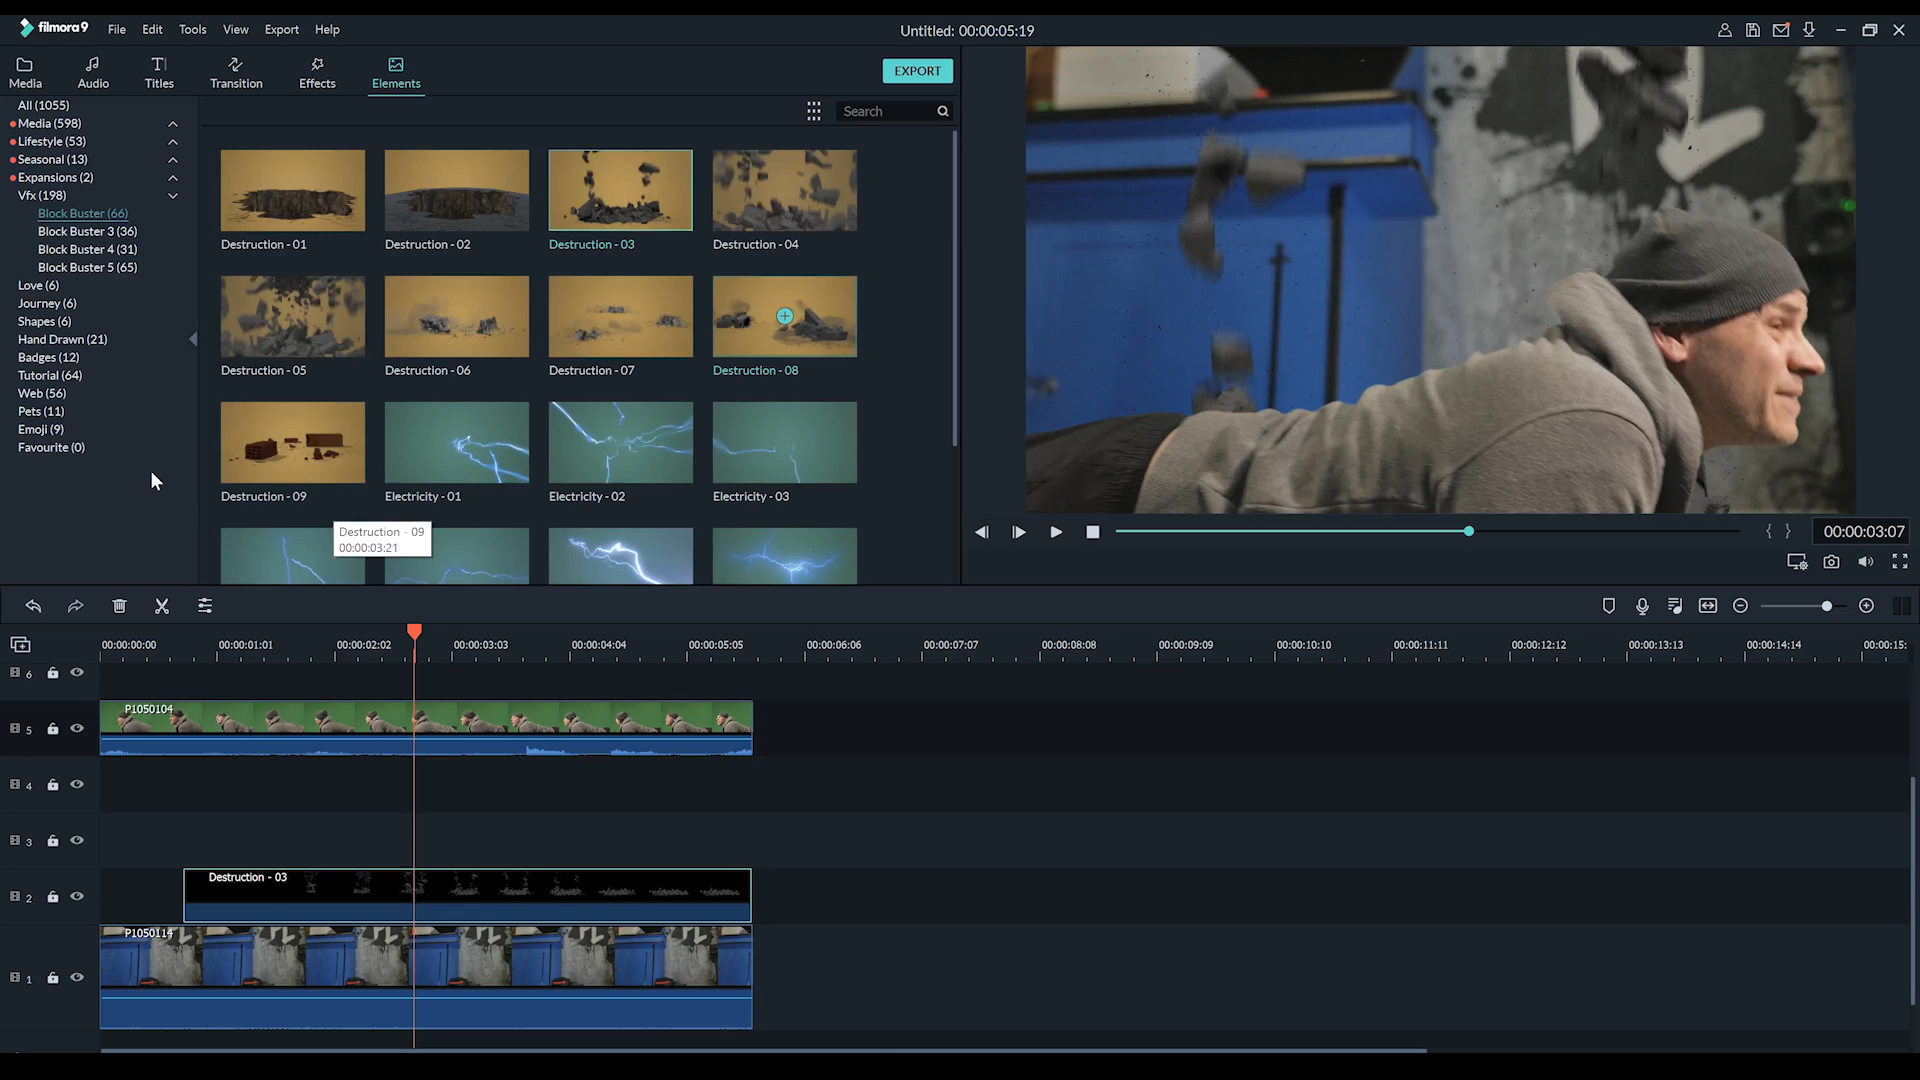 filmora9 File Edit Tools View Export Help
Untitled: 00:00:05:19
Media Audio Titles Transition Effects Elements
EXPORT
Search
All (1055)
Media (598)
Lifestyle (53)
Seasonal (13)
Expansions (2)
Vfx (198)
Block Buster (66)
Block Buster 3 (36)
Block Buster 4 (31)
Block Buster 5 (65)
Love (6)
Journey (6)
Shapes (6)
Hand Drawn (21)
Badges (12)
Tutorial (64)
Web (56)
Pets (11)
Emoji (9)
Favourite (0)
Destruction - 01 Destruction - 02 Destruction - 03 Destruction - 04
Destruction - 05 Destruction - 06 Destruction - 07 Destruction - 08
Destruction - 09 Electricity - 01 Electricity - 02 Electricity - 03
Destruction - 09
00:00:03:21
{ } 00:00:03:07
00:00:00:00 00:00:01:01 00:00:02:02 00:00:03:03 00:00:04:04 00:00:05:05 00:00:06:06 00:00:07:07 00:00:08:08 00:00:09:09 00:00:10:10 00:00:11:11 00:00:12:12 00:00:13:13 00:00:14:14 00:00:15:
6
P1050104
5
4
3
Destruction - 03
2
P1050114
1